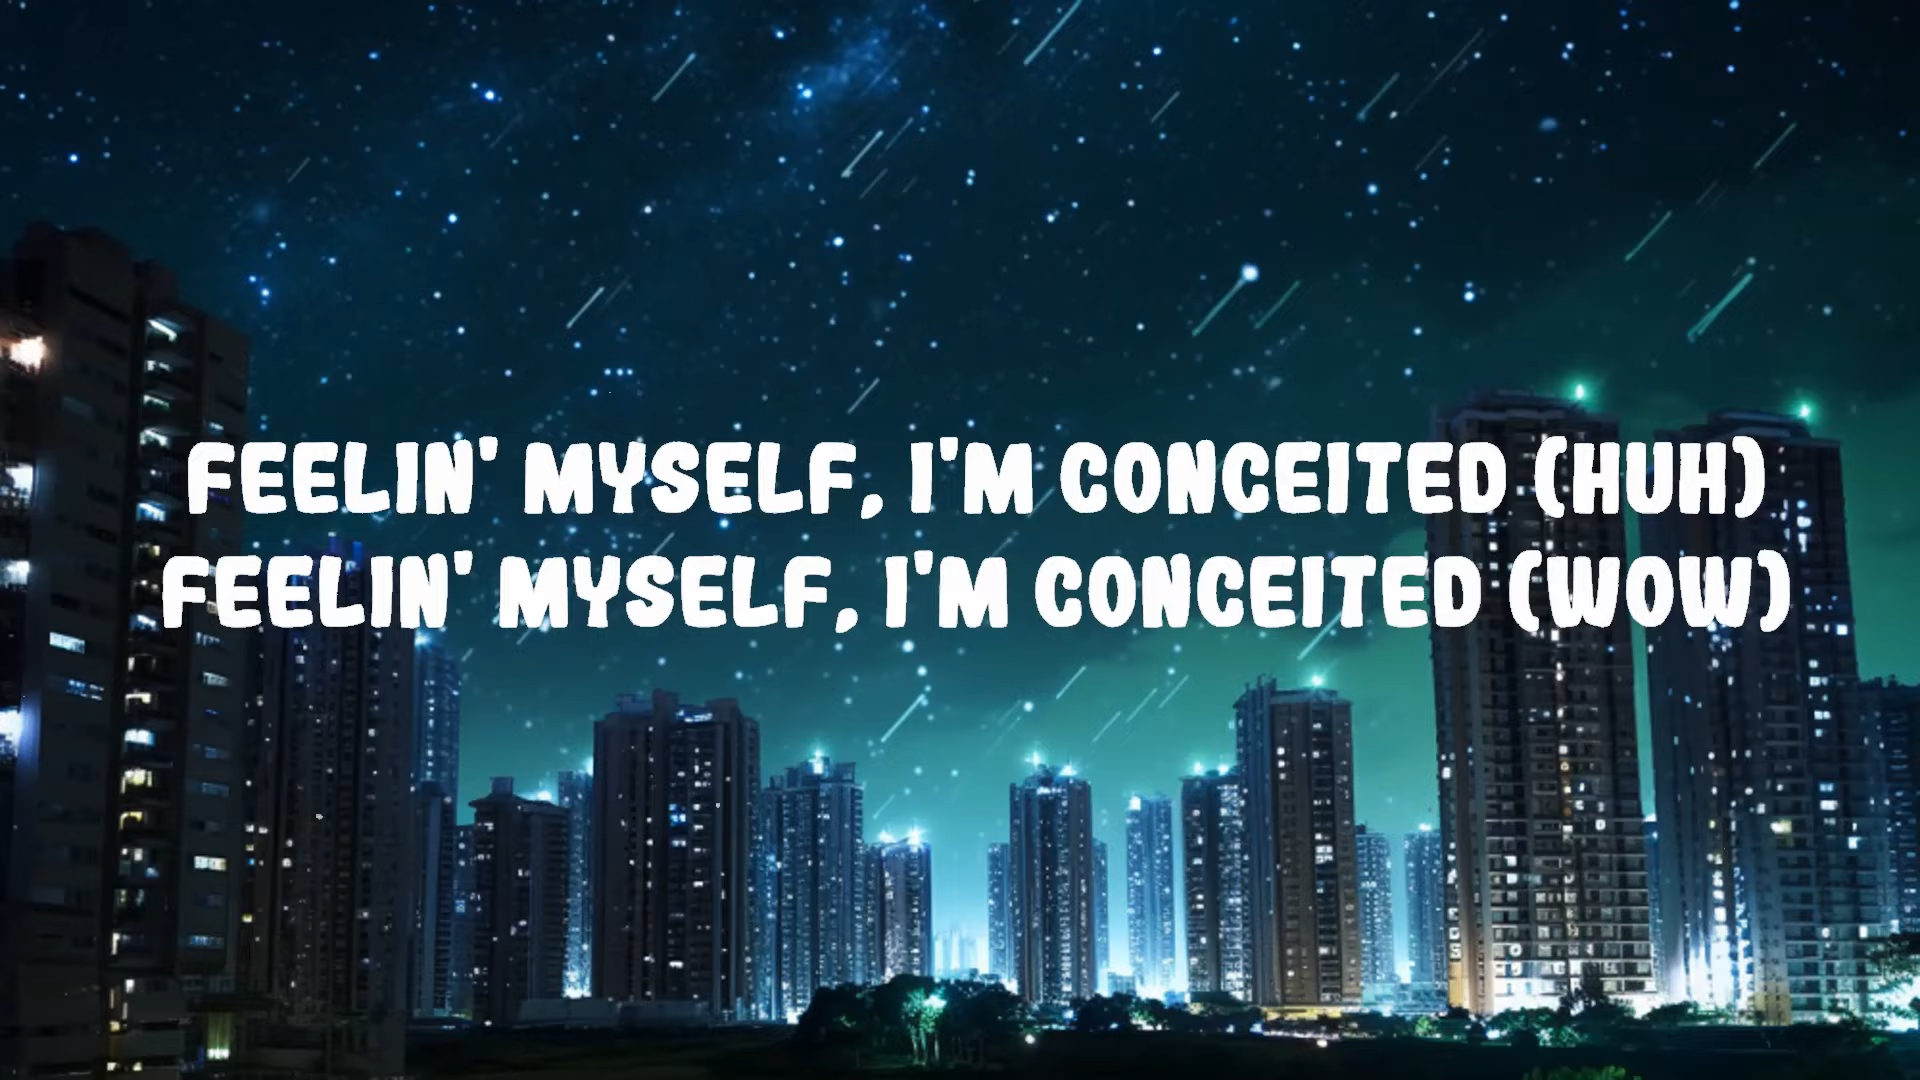 FEELIN' MYSELF, I'M CONCEITED (HUH)
FEELIN' MYSELF, I'M CONCEITED (WOW)